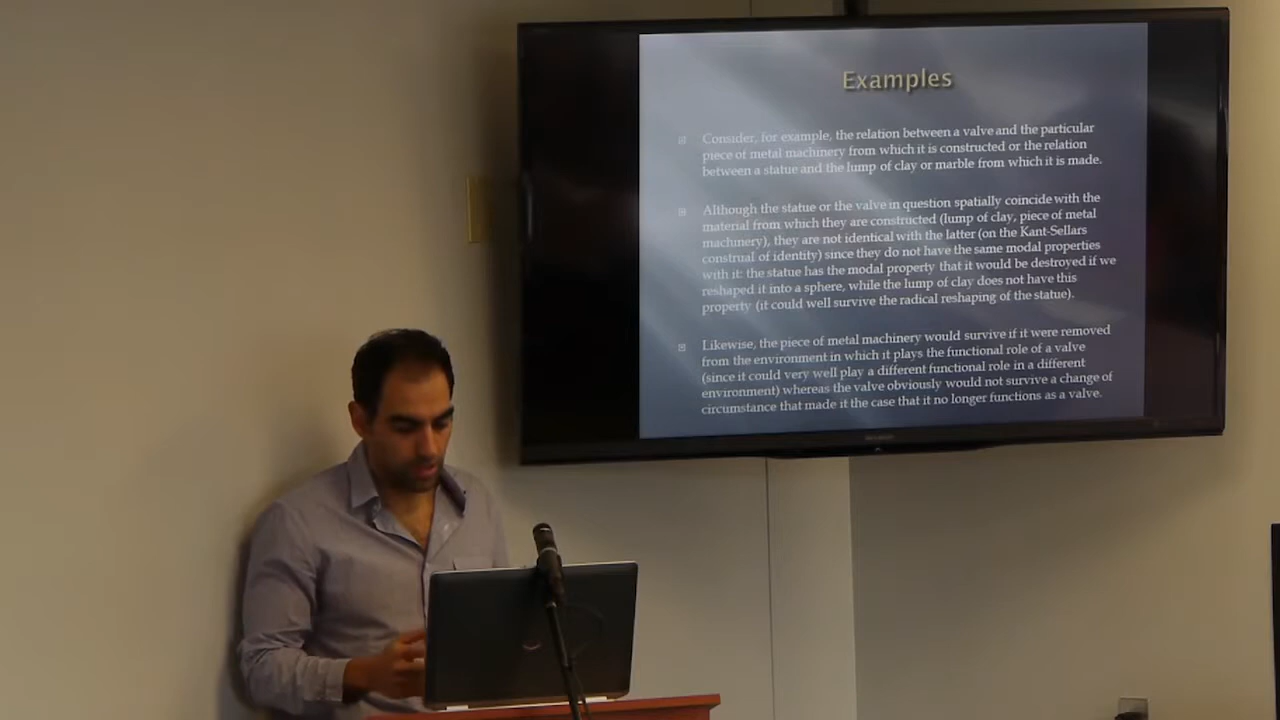 Examples
Consider, for example, the relation between a valve and the particular
piece of metal machinery from which it is constructed or the relation
between a statue and the lump of clay or marble from which it is made.
Although the statue or the valve in question spatially coincide with the
material from which they are constructed (lump of clay, piece of metal
machinery), they are not identical with the latter (on the Kant-Sellars
construal of identity) since they do not have the same modal properties
with it: the statue has the modal property that it would be destroyed if we
reshaped it into a sphere, while the lump of clay does not have this
property (it could well survive the radical reshaping of the statue).
Likewise, the piece of metal machinery would survive if it were removed
from the environment in which it plays the functional role of a valve
(since it could very well play a different functional role in a different
environment) whereas the valve obviously would not survive a change of
circumstance that made it the case that it no longer functions as a valve.